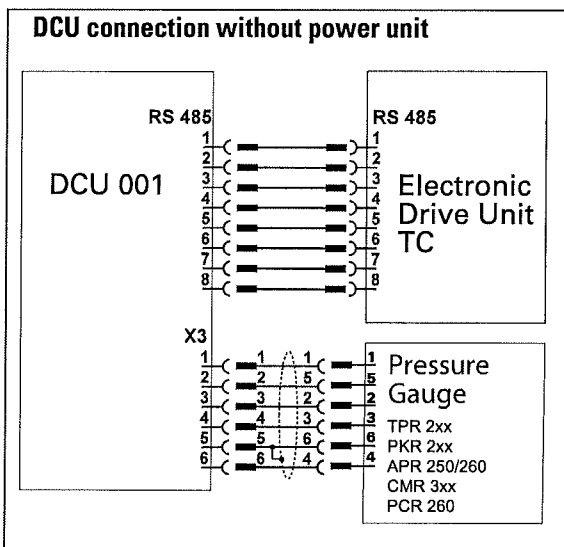 DCU connection without power unit
RS 485
RS 485
DCU 001
Electronic
Drive Unit
TC
1 1
2 2
3 3
4 4
5 5
6 6
7 7
8 8
X3
1 1 1 1
2 2 5 5
3 3 2 2
4 4 3 3
5 5 6 6
6 6 4 4
Pressure
Gauge
TPR 2xx
PKR 2xx
APR 250/260
CMR 3xx
PCR 260